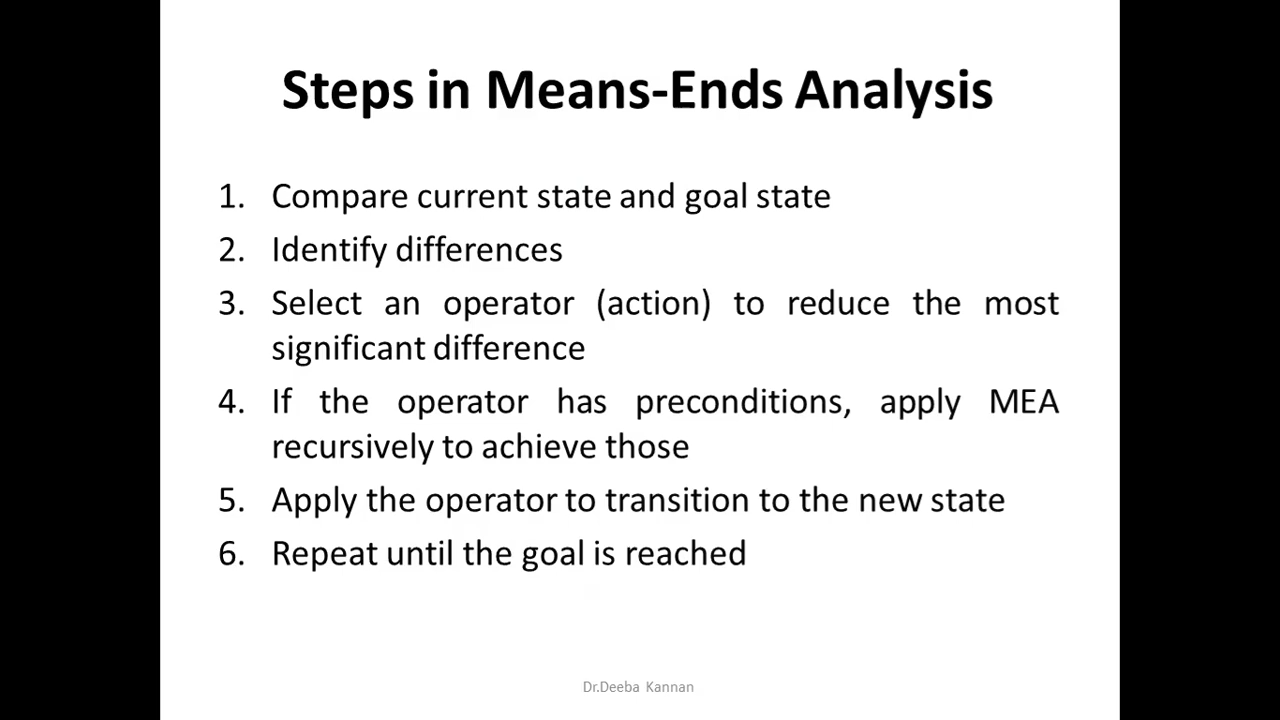 Steps in Means-Ends Analysis
1. Compare current state and goal state
2. Identify differences
3. Select an operator (action) to reduce the most
significant difference
4. If the operator has preconditions, apply MEA
recursively to achieve those
5. Apply the operator to transition to the new state
6. Repeat until the goal is reached
Dr.Deeba Kannan